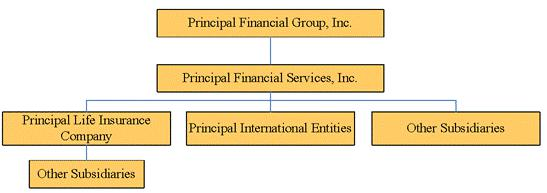 Principal Financial Group, Inc.
Principal Financial Services, Inc.
Principal Life Insurance
Company
Principal International Entities
Other Subsidiaries
Other Subsidiaries